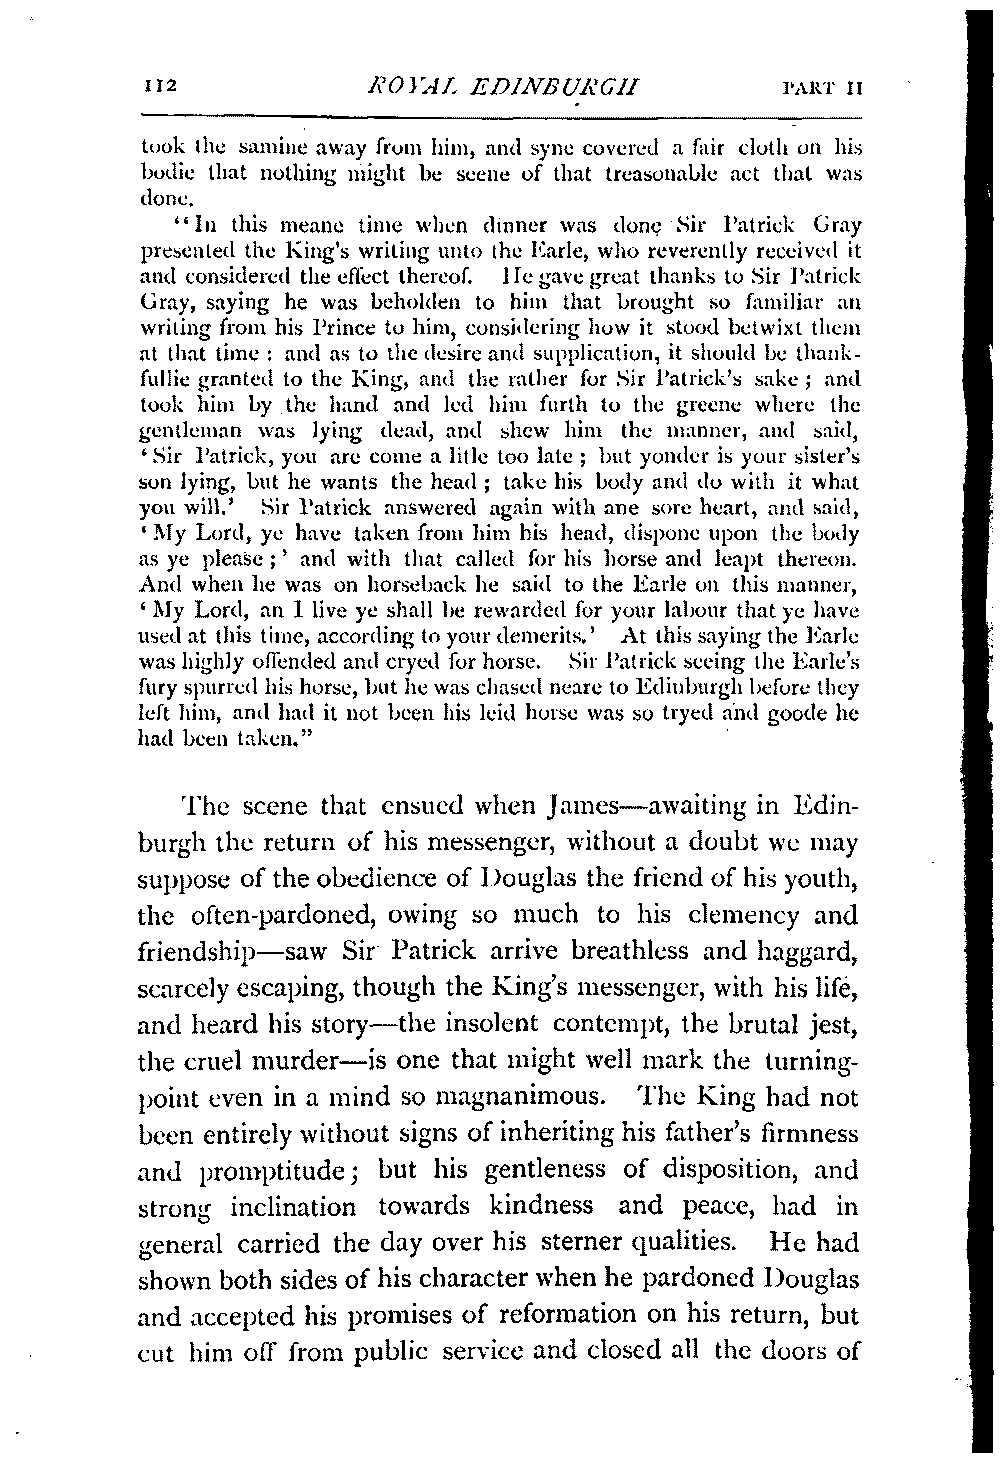 112 ROYAL EDINBURGH PART II
took the samine away from him, and syne covered a fair cloth on his
bodie that nothing might be seene of that treasonable act that was
done.
“In this meane time when dinner was done Sir Patrick Gray
presented the King's writing unto the Earle, who reverently received it
and considered the effect thereof. He gave great thanks to Sir Patrick
Gray, saying he was beholden to him that brought so familiar an
writing from his Prince to him, considering how it stood betwixt them
at that time : and as to the desire and supplication, it should be thank-
fullie granted to the King, and the rather for Sir Patrick's sake ; and
took him by the hand and led him furth to the greene where the
gentleman was lying dead, and shew him the manner, and said,
‘Sir Patrick, you are come a litle too late ; but yonder is your sister's
son lying, but he wants the head ; take his body and do with it what
you will.’ Sir Patrick answered again with ane sore heart, and said,
‘My Lord, ye have taken from him his head, dispone upon the body
as ye please ;’ and with that called for his horse and leapt thereon.
And when he was on horseback he said to the Earle on this manner,
‘My Lord, an I live ye shall be rewarded for your labour that ye have
used at this time, according to your demerits.’ At this saying the Earle
was highly offended and cryed for horse. Sir Patrick seeing the Earle's
fury spurred his horse, but he was chased neare to Edinburgh before they
left him, and had it not been his leid horse was so tryed and goode he
had been taken.”
The scene that ensued when James—awaiting in Edin-
burgh the return of his messenger, without a doubt we may
suppose of the obedience of Douglas the friend of his youth,
the often-pardoned, owing so much to his clemency and
friendship—saw Sir Patrick arrive breathless and haggard,
scarcely escaping, though the King's messenger, with his life,
and heard his story—the insolent contempt, the brutal jest,
the cruel murder—is one that might well mark the turning-
point even in a mind so magnanimous. The King had not
been entirely without signs of inheriting his father's firmness
and promptitude; but his gentleness of disposition, and
strong inclination towards kindness and peace, had in
general carried the day over his sterner qualities. He had
shown both sides of his character when he pardoned Douglas
and accepted his promises of reformation on his return, but
cut him off from public service and closed all the doors of